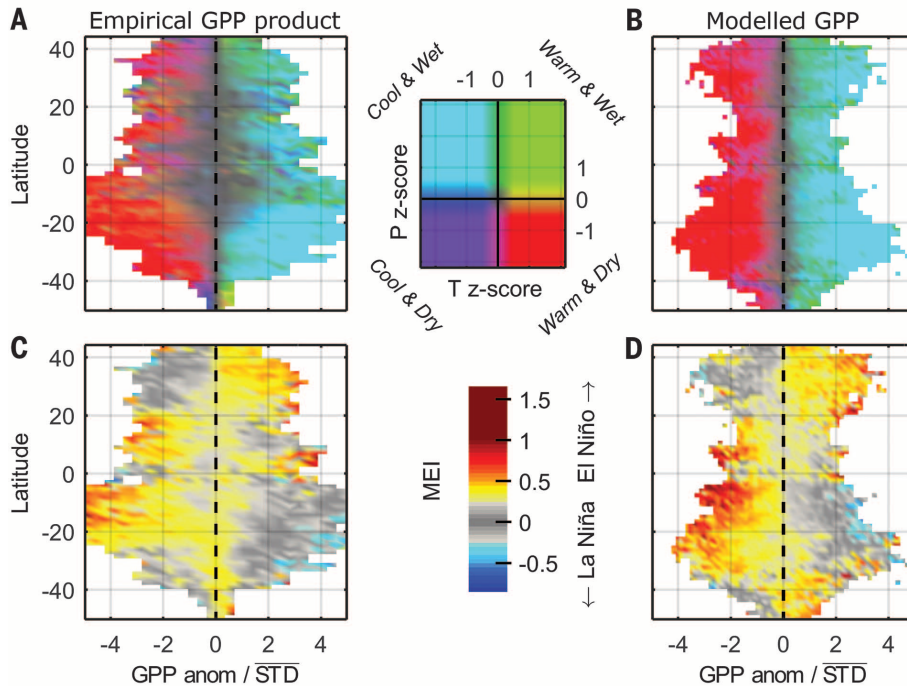 A
Empirical GPP product
B
Modelled GPP
40
20
0
-20
-40
Latitude
Cool & Wet
-1 0 1
Warm & Wet
P z-score
1
0
-1
Cool & Dry
T z-score
Warm & Dry
C
D
40
20
0
-20
-40
Latitude
MEI
1.5
1
0.5
0
-0.5
← La Niña El Niño →
-4 -2 0 2 4
GPP anom / STD
-4 -2 0 2 4
GPP anom / STD